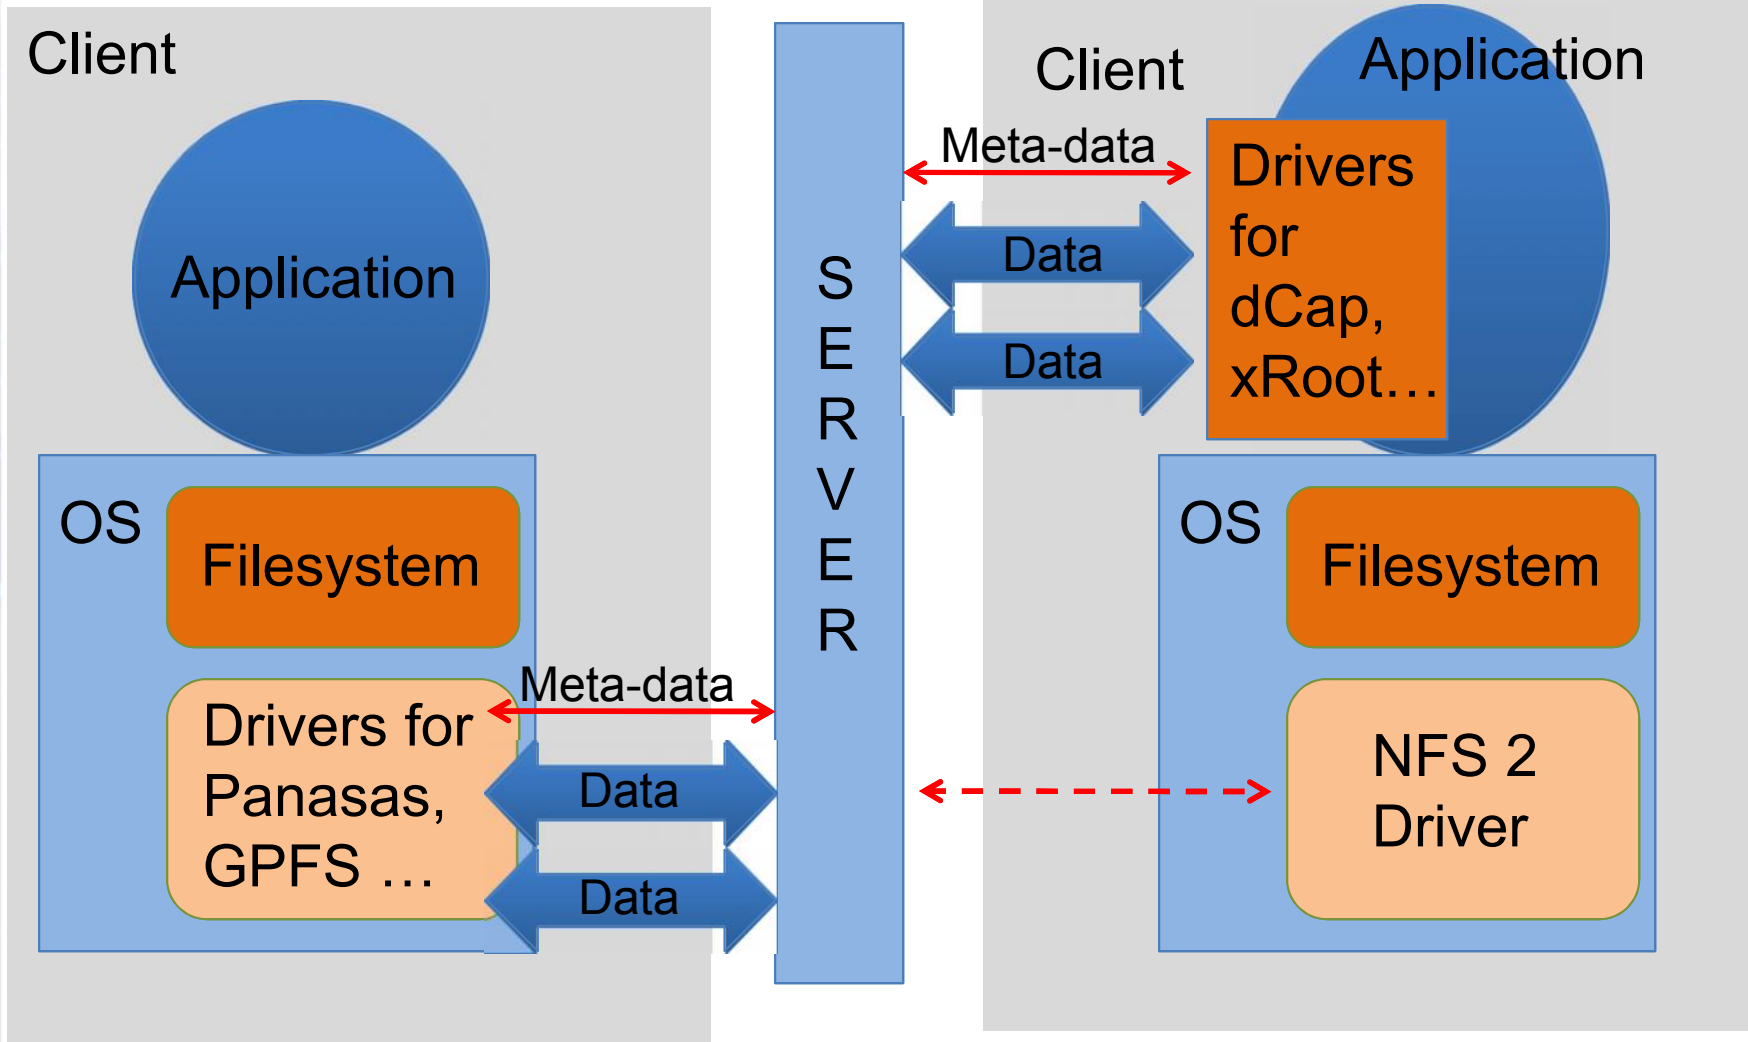 Client
Application
OS
Filesystem
Drivers for
Panasas,
GPFS …
Meta-data
Data
Data
S
E
R
V
E
R
Client
Application
Meta-data
Data
Data
Drivers
for
dCap,
xRoot…
OS
Filesystem
NFS 2
Driver